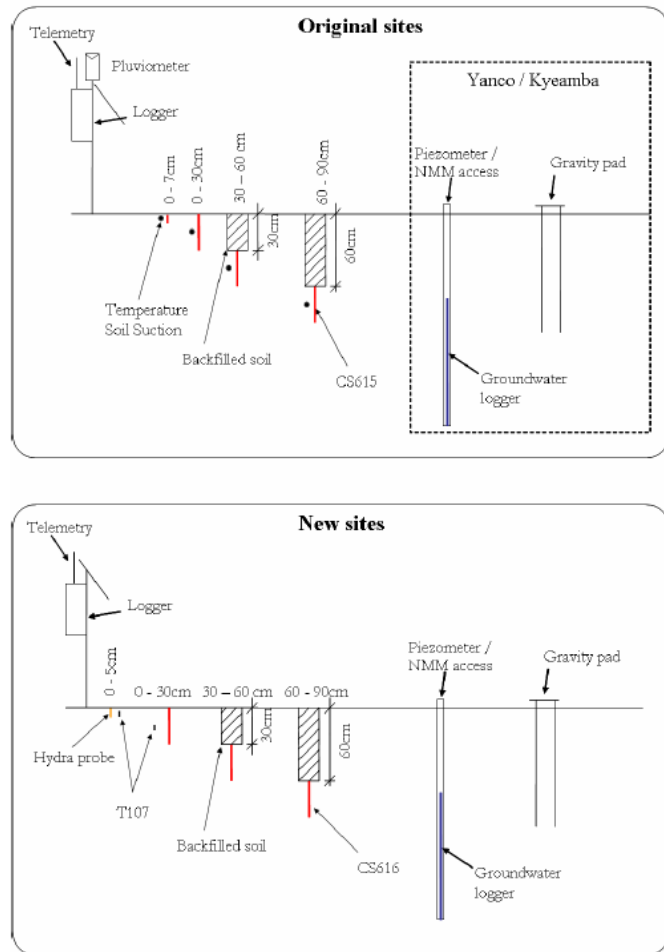 Original sites
Telemetry
Pluviometer
Logger
Yanco / Kyeamba
0 - 7cm
0 - 30cm
30 – 60 cm
60 - 90cm
Piezometer /
NMM access
Gravity pad
30cm
60cm
Temperature
Soil Suction
Backfilled soil
CS615
Groundwater
logger
New sites
Telemetry
Logger
0 - 5cm
0 - 30cm
30 – 60 cm
60 - 90cm
Piezometer /
NMM access
Gravity pad
30cm
60cm
Hydra probe
T107
Backfilled soil
CS616
Groundwater
logger